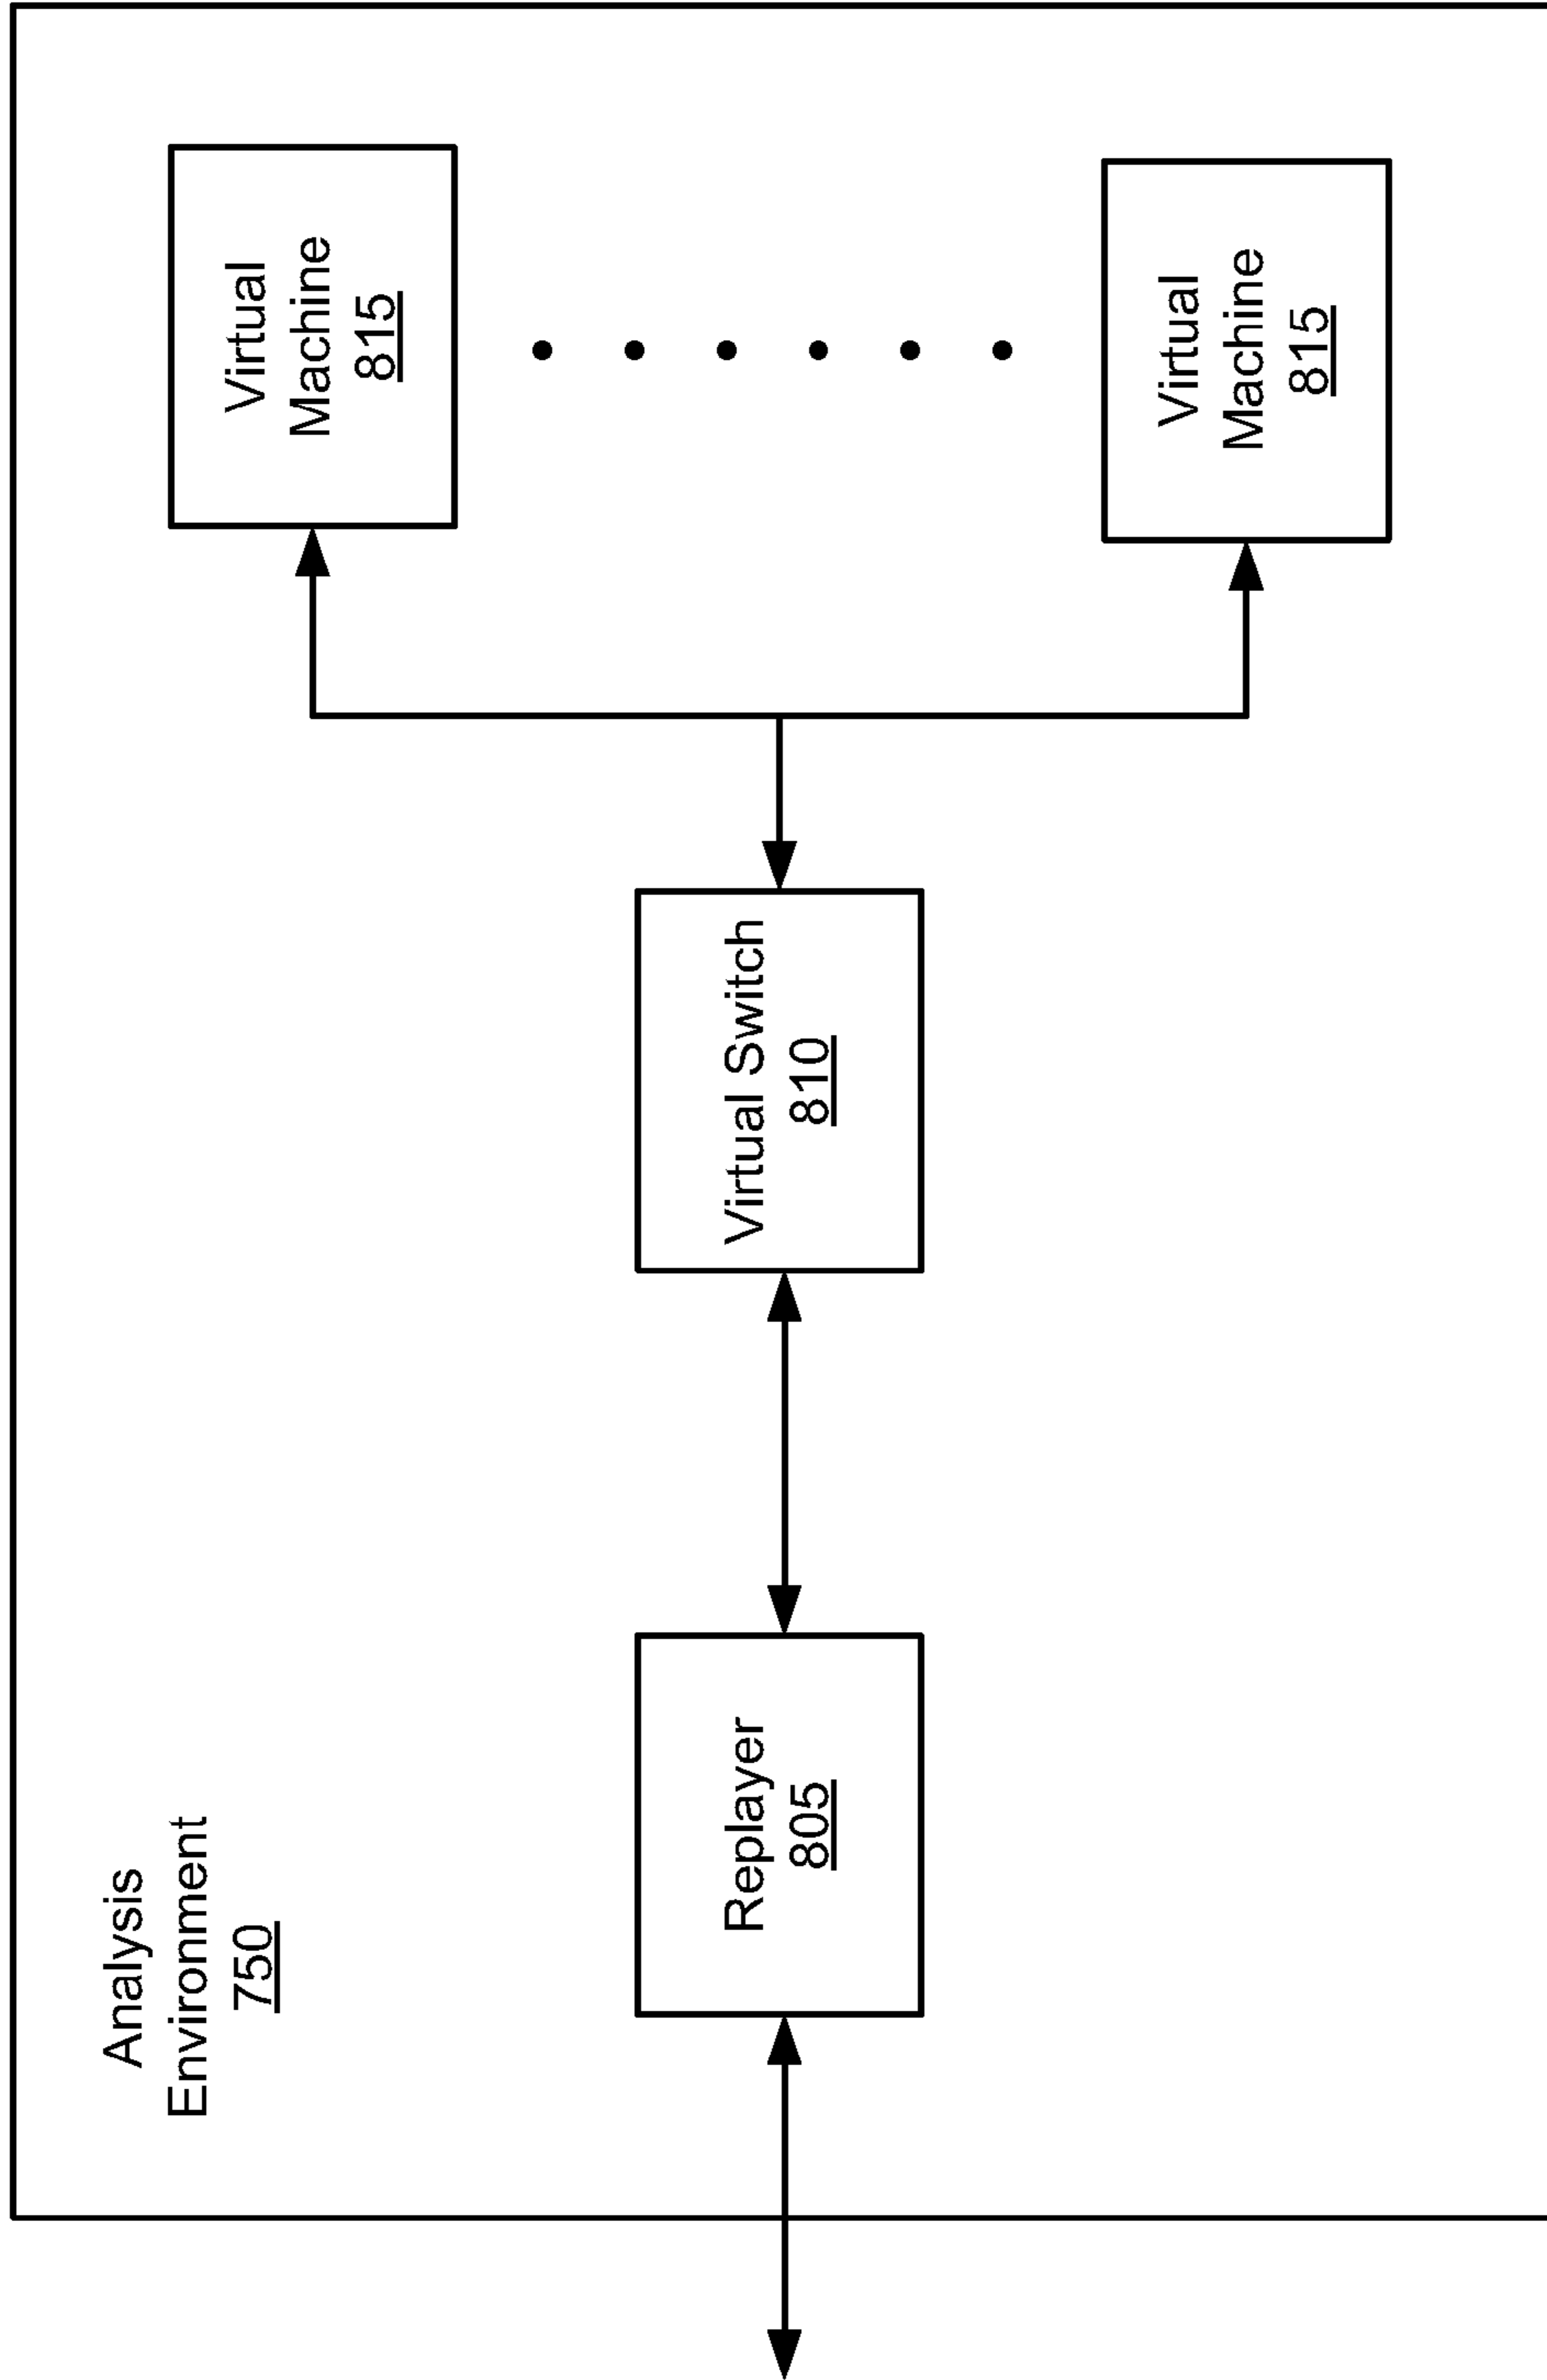 Analysis
Environment
750
Replayer
805
Virtual Switch
810
Virtual
Machine
815
Virtual
Machine
815